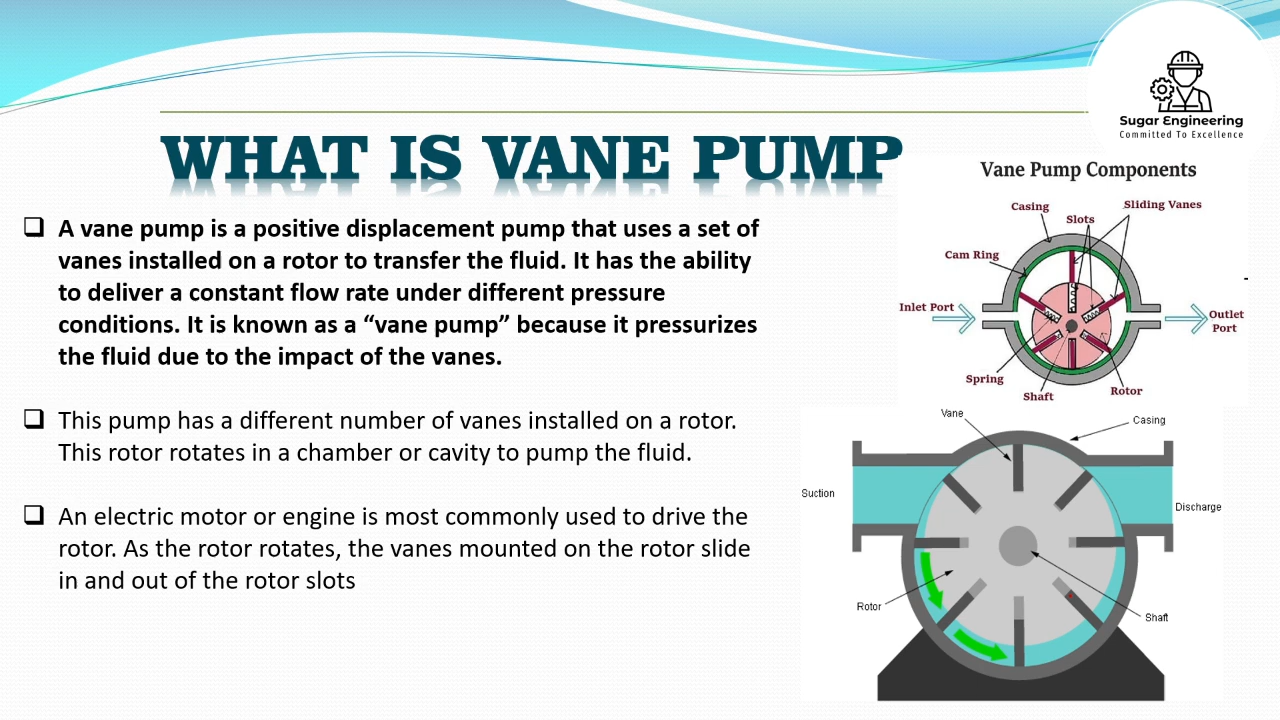 Sugar Engineering
Committed To Excellence
WHAT IS VANE PUMP
A vane pump is a positive displacement pump that uses a set of
vanes installed on a rotor to transfer the fluid. It has the ability
to deliver a constant flow rate under different pressure
conditions. It is known as a “vane pump” because it pressurizes
the fluid due to the impact of the vanes.
This pump has a different number of vanes installed on a rotor.
This rotor rotates in a chamber or cavity to pump the fluid.
An electric motor or engine is most commonly used to drive the
rotor. As the rotor rotates, the vanes mounted on the rotor slide
in and out of the rotor slots
Vane Pump Components
Casing
Slots
Sliding Vanes
Cam Ring
Inlet Port
Outlet
Port
Spring
Shaft
Rotor
Vane
Casing
Suction
Discharge
Rotor
Shaft